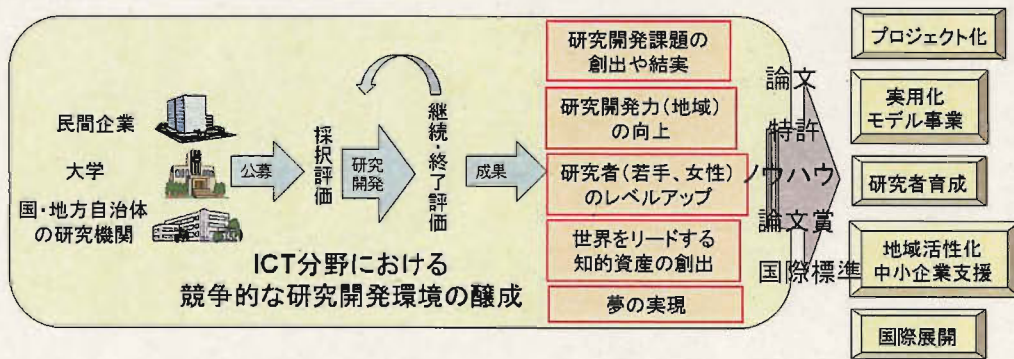 民間企業
大学
国・地方自治体
の研究機関
公募
採択評価
研究
開発
継続・終了評価
成果
ICT分野における
競争的な研究開発環境の醸成
研究開発課題の
創出や結実
研究開発力(地域)
の向上
研究者(若手、女性)
のレベルアップ
世界をリードする
知的資産の創出
夢の実現
論文
特許
ノウハウ
論文賞
国際標準
プロジェクト化
実用化
モデル事業
研究者育成
地域活性化
中小企業支援
国際展開